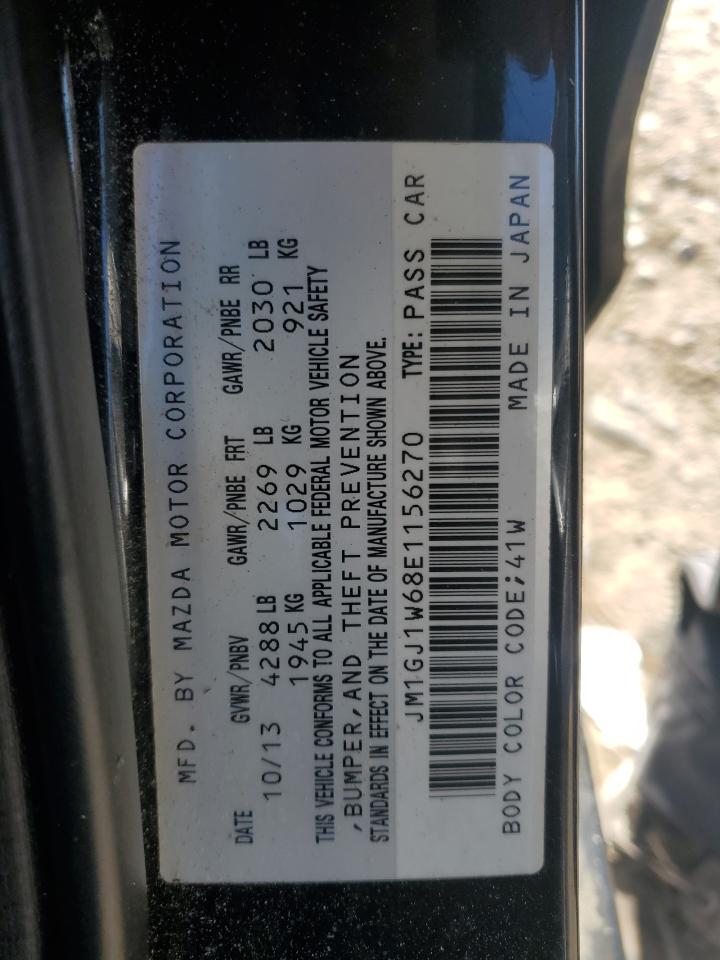 MFD. BY MAZDA MOTOR CORPORATION
DATE GVWR/PNBV GAWR/PNBE FRT GAWR/PNBE RR
10/13 4288 LB 2269 LB 2030 LB
1945 KG 1029 KG 921 KG
THIS VEHICLE CONFORMS TO ALL APPLICABLE FEDERAL MOTOR VEHICLE SAFETY
,BUMPER,AND THEFT PREVENTION
STANDARDS IN EFFECT ON THE DATE OF MANUFACTURE SHOWN ABOVE.
JM1GJ1W68E1156270 TYPE: PASS CAR
BODY COLOR CODE;41W MADE IN JAPAN